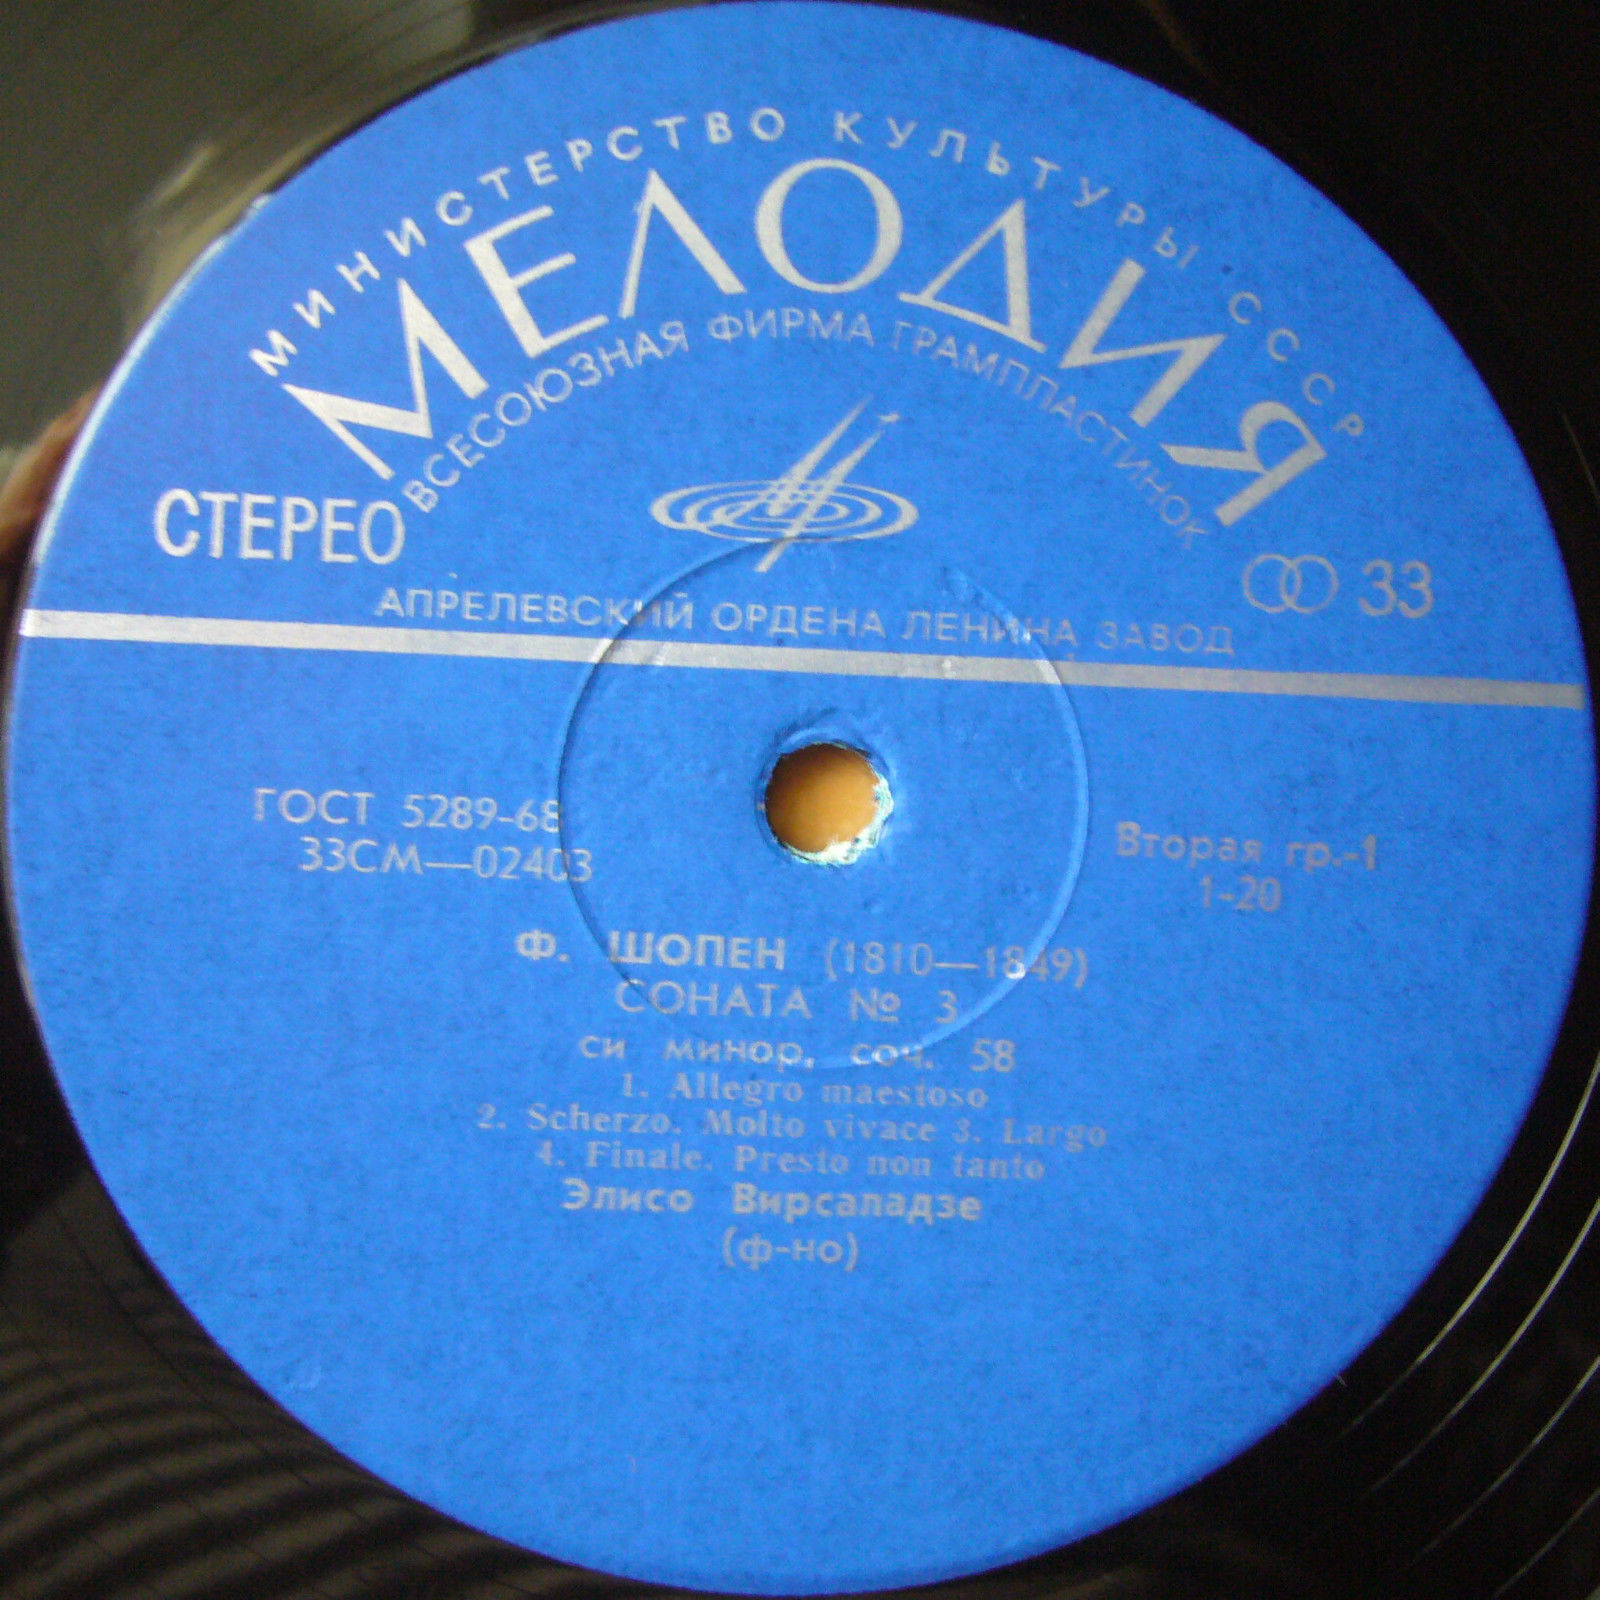 МИНИСТЕРСТВО КУЛЬТУРЫ СССР
МЕЛОДИЯ
ВСЕСОЮЗНАЯ ФИРМА ГРАМПЛАСТИНОК
СТЕРЕО
33
АПРЕЛЕВСКИЙ ОРДЕНА ЛЕНИНА ЗАВОД
ГОСТ 5289-68
33СМ—02403
Вторая гр.-1
1-20
Ф. ШОПЕН (1810—1849)
СОНАТА № 3
си минор, соч. 58
1. Allegro maestoso
2. Scherzo. Molto vivace 3. Largo
4. Finale. Presto non tanto
Элисо Вирсаладзе
(ф-но)